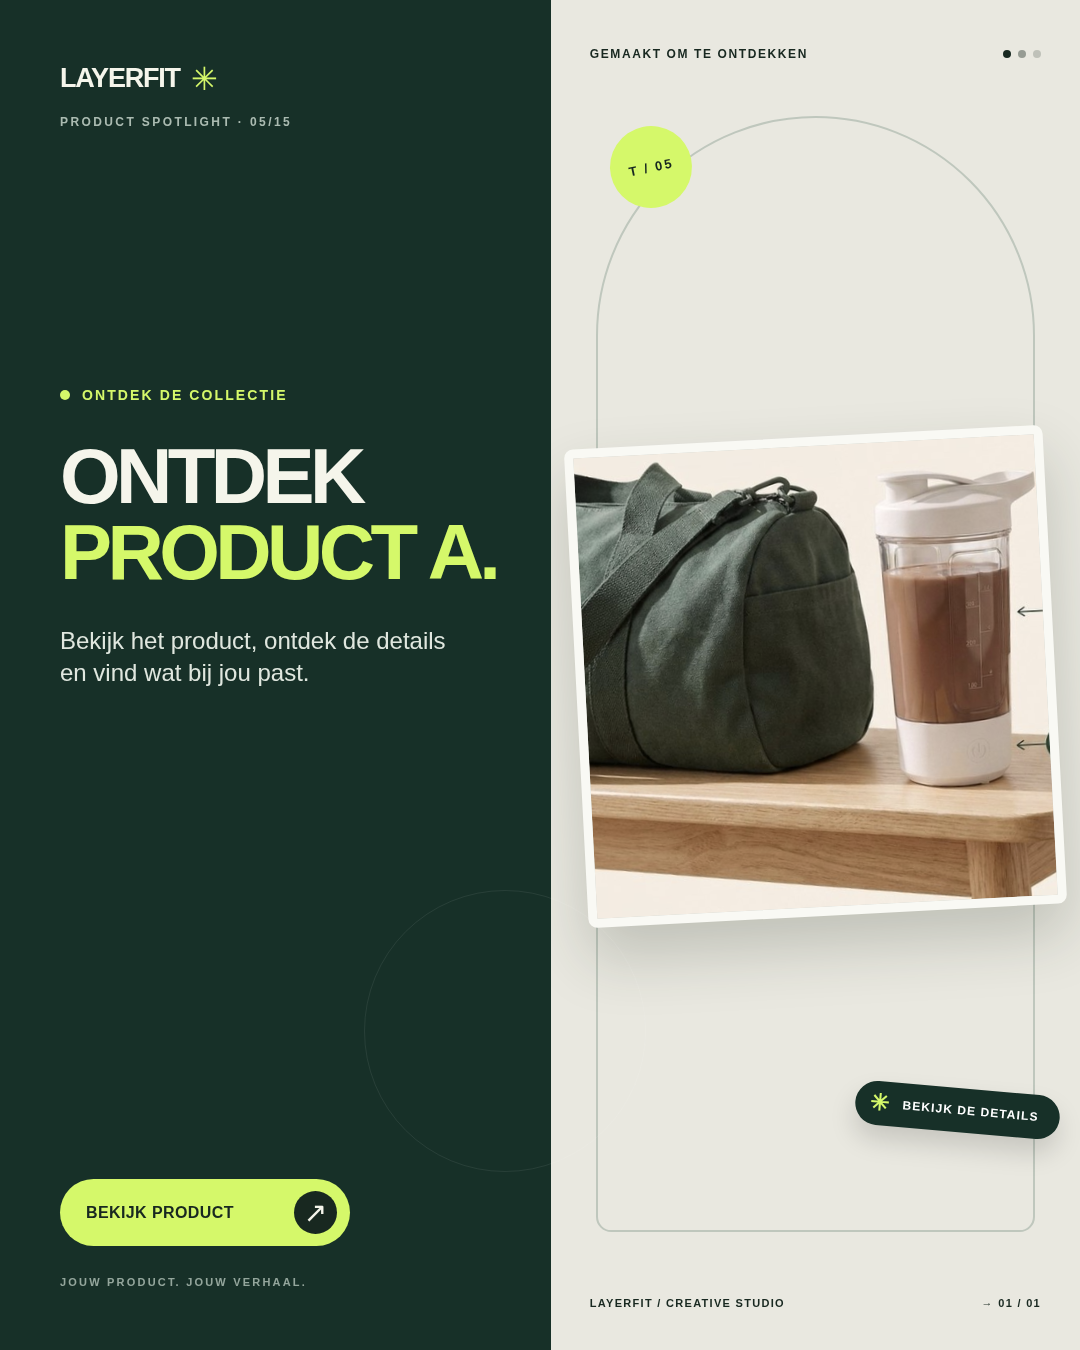 LAYERFIT
PRODUCT SPOTLIGHT · 05/15
ONTDEK DE COLLECTIE
ONTDEK
PRODUCT A.
Bekijk het product, ontdek de details
en vind wat bij jou past.
BEKIJK PRODUCT ↗
JOUW PRODUCT. JOUW VERHAAL.
GEMAAKT OM TE ONTDEKKEN
T / 05
BEKIJK DE DETAILS
LAYERFIT / CREATIVE STUDIO
→ 01 / 01